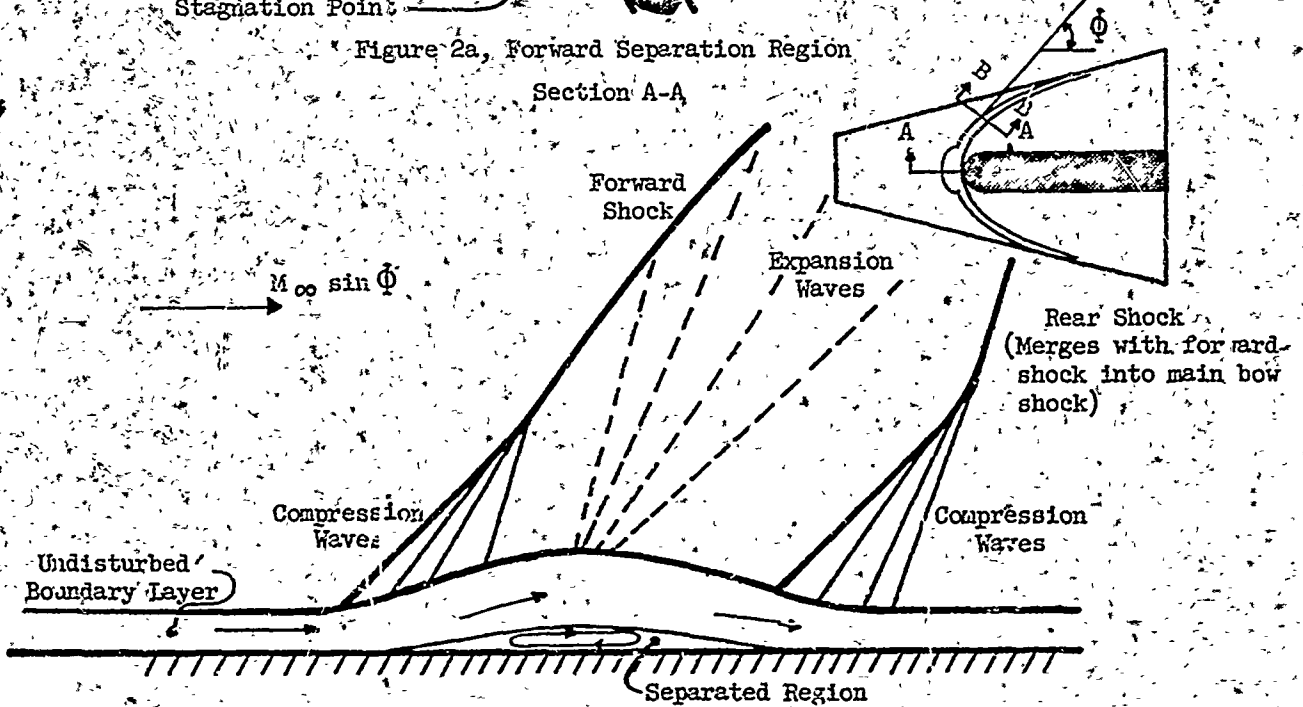 Stagnation Point
Figure 2a, Forward Separation Region
Section A-A
Φ
B
B
A
A
Forward
Shock
Expansion
Waves
M∞ sin Φ
Rear Shock
(Merges with forward
shock into main bow
shock)
Compression
Waves
Compression
Waves
Undisturbed
Boundary Layer
Separated Region